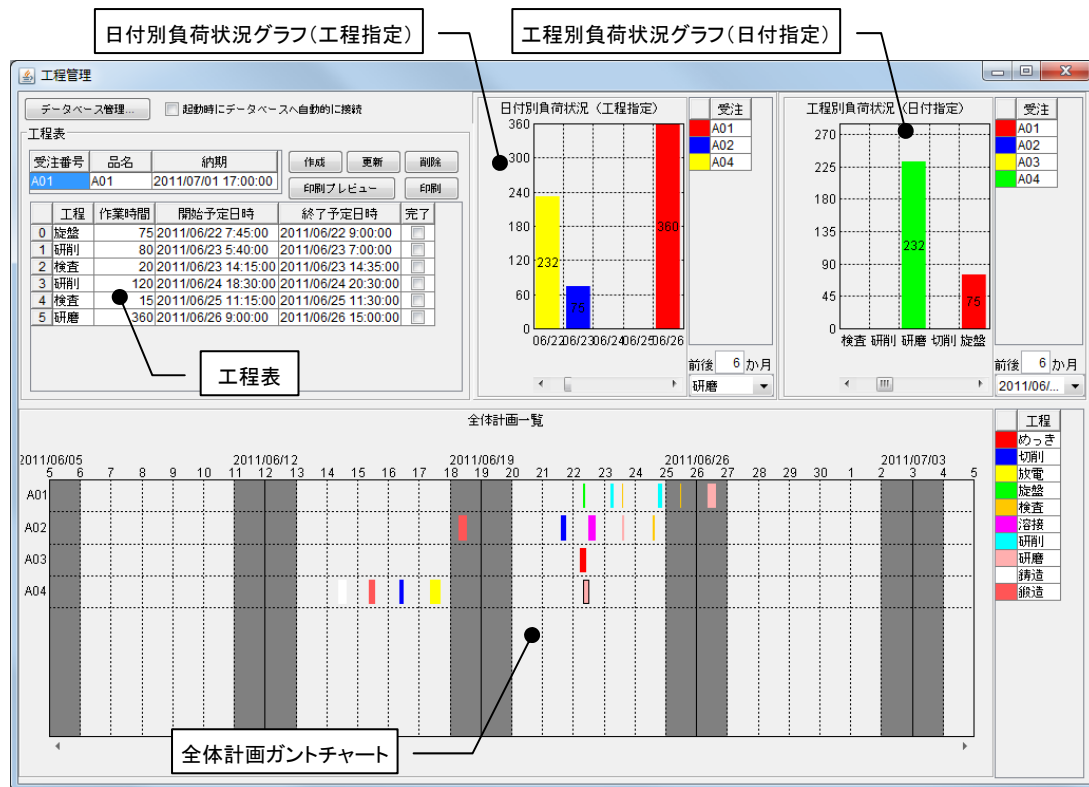 日付別負荷状況グラフ(工程指定)
工程別負荷状況グラフ(日付指定)
工程管理
データベース管理...
起動時にデータベースへ自動的に接続
工程表
受注番号 品名 納期
A01 A01 2011/07/01 17:00:00
作成 更新 削除
印刷プレビュー 印刷
工程 作業時間 開始予定日時 終了予定日時 完了
0 旋盤 75 2011/06/22 7:45:00 2011/06/22 9:00:00
1 研削 80 2011/06/23 5:40:00 2011/06/23 7:00:00
2 検査 20 2011/06/23 14:15:00 2011/06/23 14:35:00
3 研削 120 2011/06/24 18:30:00 2011/06/24 20:30:00
4 検査 15 2011/06/25 11:15:00 2011/06/25 11:30:00
5 研磨 360 2011/06/26 9:00:00 2011/06/26 15:00:00
工程表
日付別負荷状況 (工程指定)
360
300
240
180
120
60
0
232
75
360
06/22 06/23 06/24 06/25 06/26
受注
A01
A02
A04
前後 6 か月
研磨
工程別負荷状況 (日付指定)
270
225
180
135
90
45
0
232
75
検査 研削 研磨 切削 旋盤
受注
A01
A02
A03
A04
前後 6 か月
2011/06/...
全体計画一覧
2011/06/05 2011/06/12 2011/06/19 2011/06/26 2011/07/03
5 6 7 8 9 10 11 12 13 14 15 16 17 18 19 20 21 22 23 24 25 26 27 28 29 30 1 2 3 4 5
A01
A02
A03
A04
全体計画ガントチャート
工程
めっき
切削
放電
旋盤
検査
溶接
研削
研磨
鋳造
鍛造